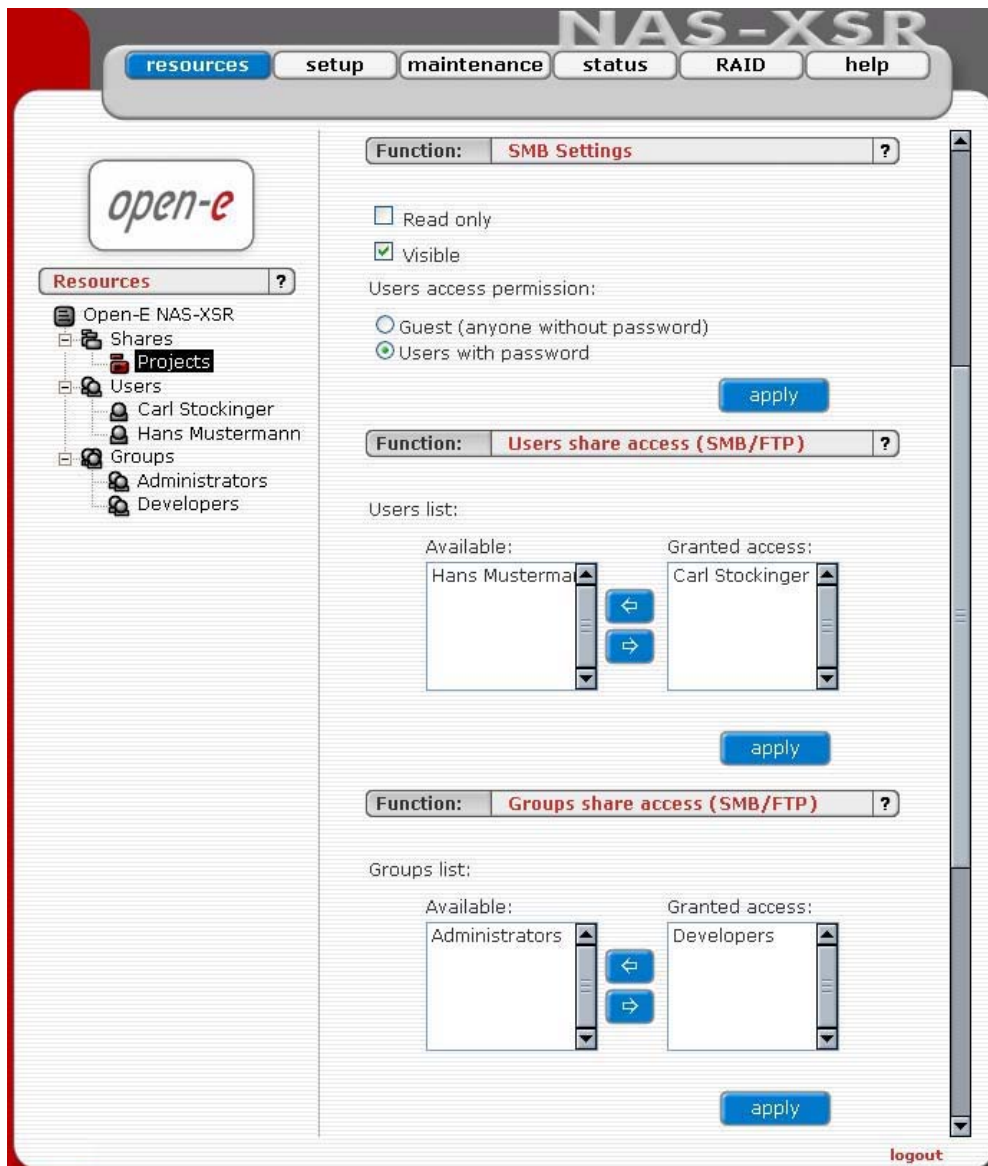 NAS-XSR
resources setup maintenance status RAID help
open-e
Resources ?
Open-E NAS-XSR
Shares
Projects
Users
Carl Stockinger
Hans Mustermann
Groups
Administrators
Developers
Function: SMB Settings ?
Read only
Visible
Users access permission:
Guest (anyone without password)
Users with password
apply
Function: Users share access (SMB/FTP) ?
Users list:
Available: Granted access:
Hans Musterma Carl Stockinger
apply
Function: Groups share access (SMB/FTP) ?
Groups list:
Available: Granted access:
Administrators Developers
apply
logout